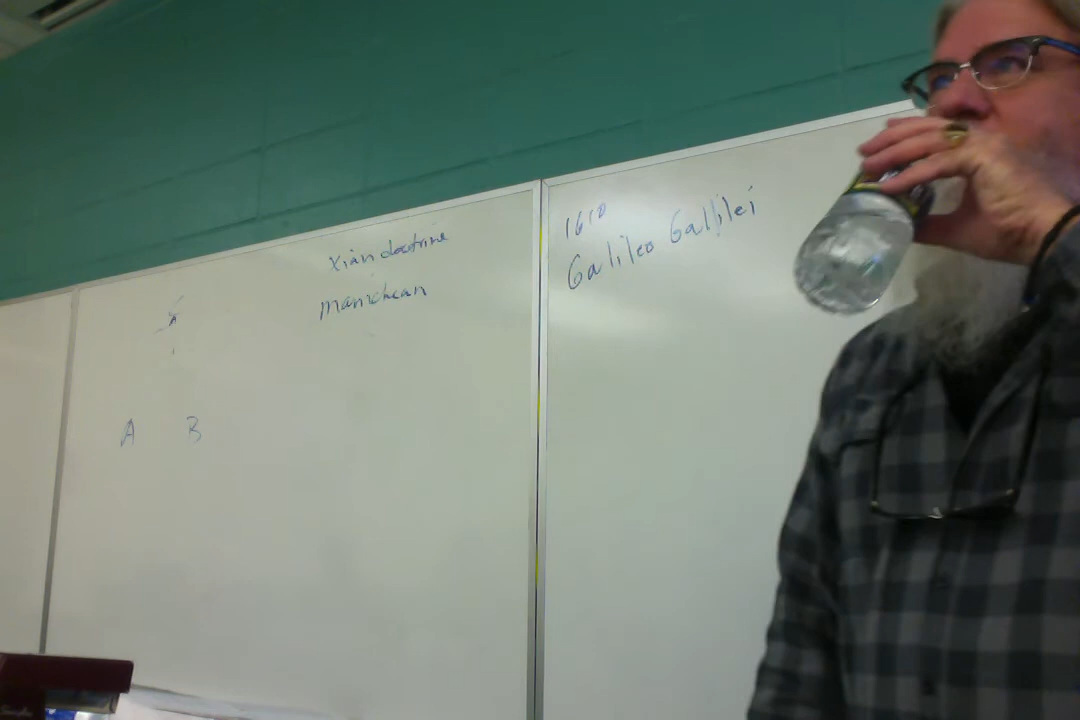 xian doctrine
manichean
A B
1610
Galileo Galilei